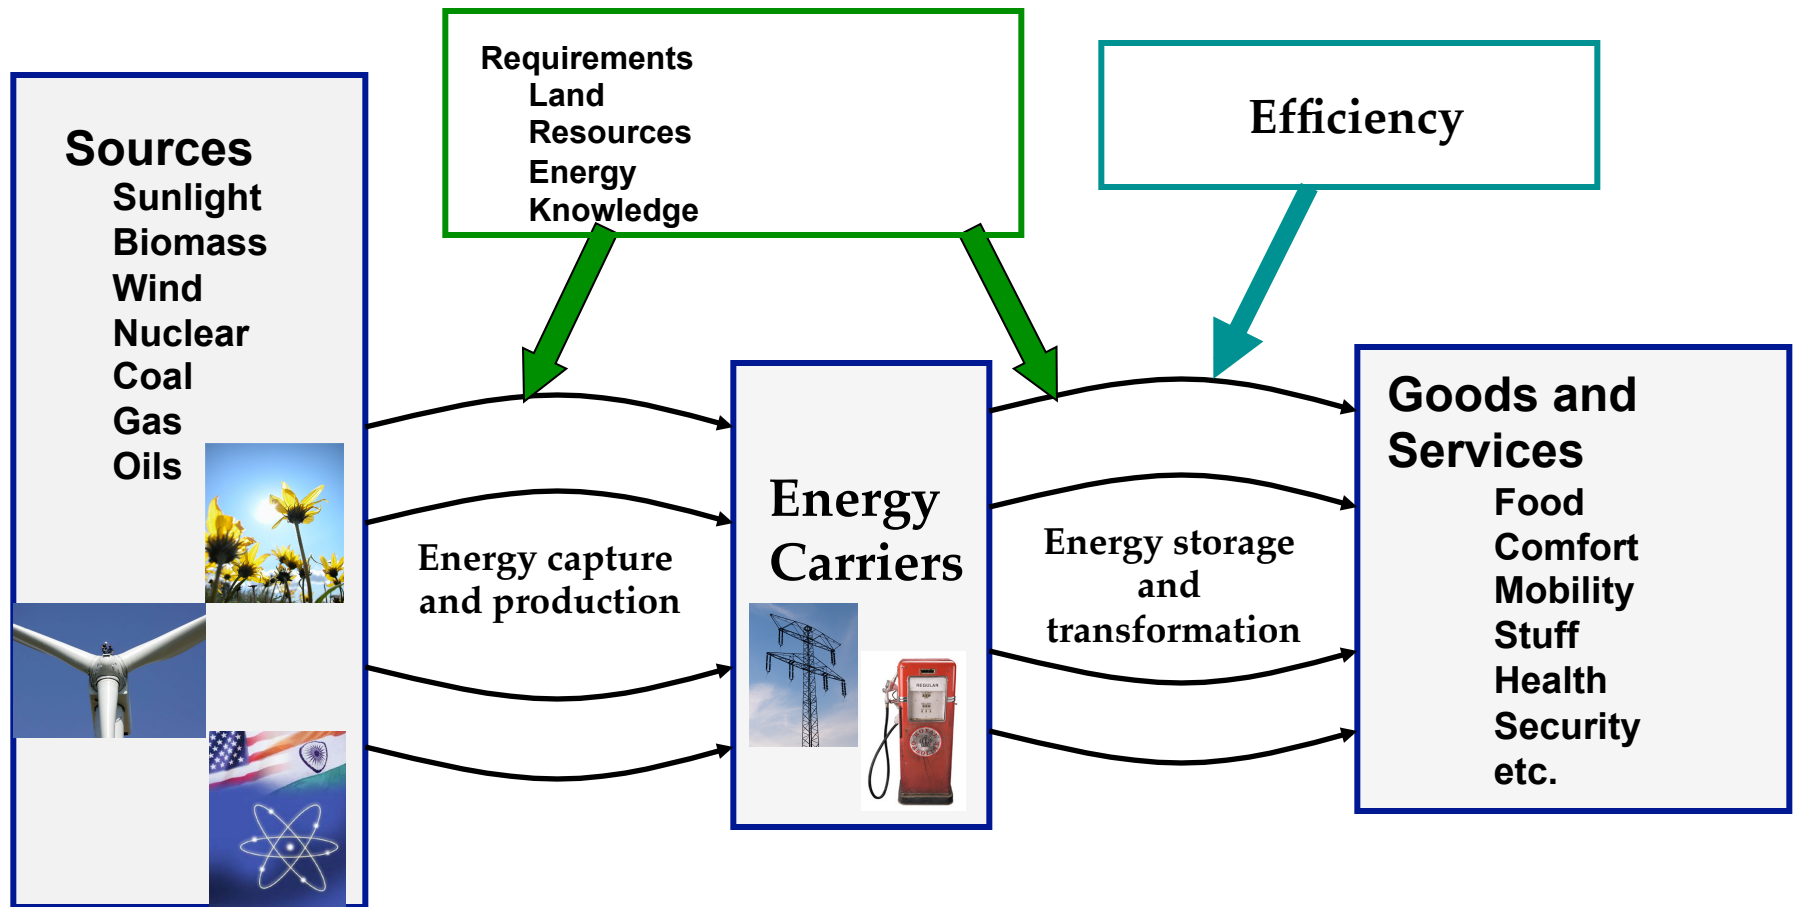 Requirements
Land
Resources
Energy
Knowledge
Efficiency
Sources
Sunlight
Biomass
Wind
Nuclear
Coal
Gas
Oils
Energy capture
and production
Energy
Carriers
REGULAR
Energy storage
and
transformation
Goods and
Services
Food
Comfort
Mobility
Stuff
Health
Security
etc.